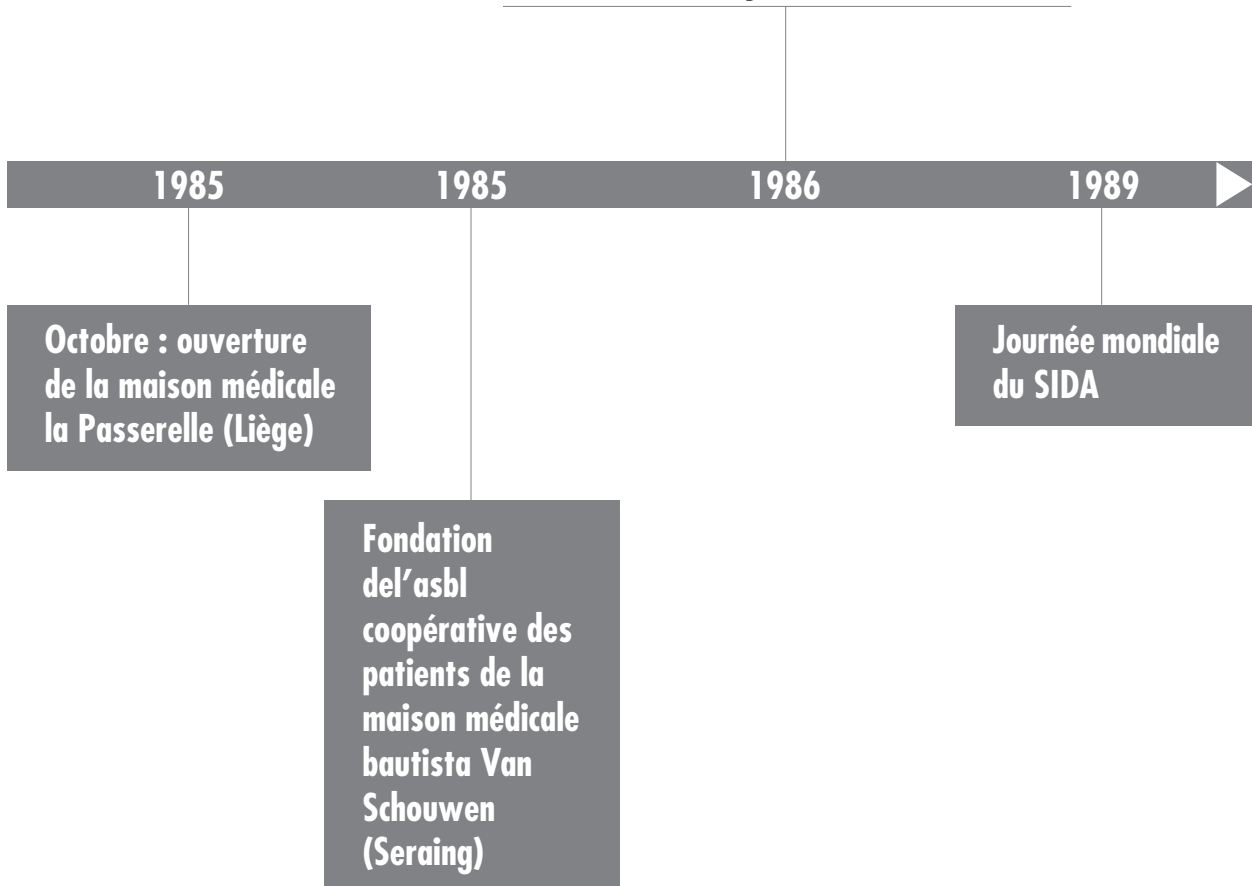 1985 1985 1986 1989
Octobre : ouverture
de la maison médicale
la Passerelle (Liège)
Journée mondiale
du SIDA
Fondation
del’asbl
coopérative des
patients de la
maison médicale
bautista Van
Schouwen
(Seraing)